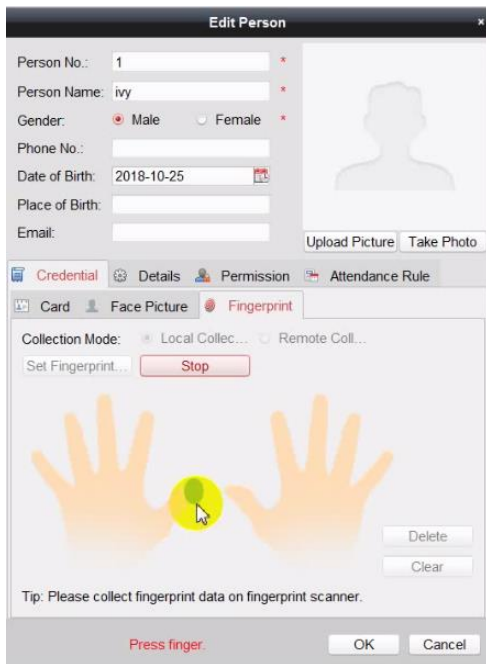 Edit Person
Person No.: 1 *
Person Name: ivy *
Gender: Male Female *
Phone No.:
Date of Birth: 2018-10-25
Place of Birth:
Email:
Upload Picture Take Photo
Credential Details Permission Attendance Rule
Card Face Picture Fingerprint
Collection Mode: Local Collec... Remote Coll...
Set Fingerprint... Stop
Delete
Clear
Tip: Please collect fingerprint data on fingerprint scanner.
Press finger. OK Cancel